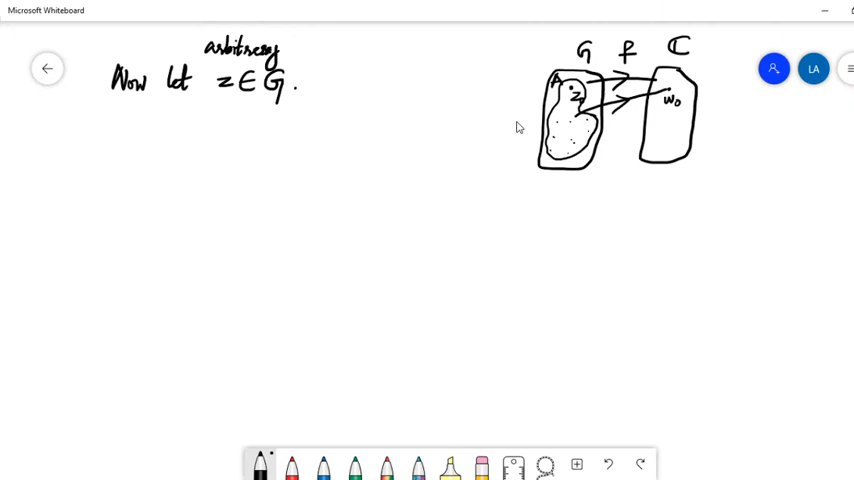 Microsoft Whiteboard
arbitrary
Now let z ∈ G.
G f ℂ
A
z
w₀
LA